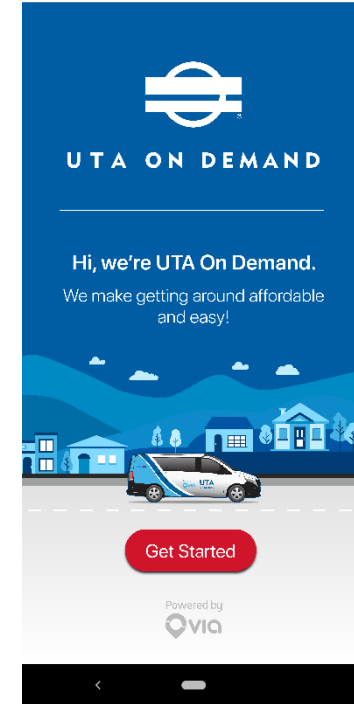 UTA ON DEMAND
Hi, we're UTA On Demand.
We make getting around affordable
and easy!
UTA
Get Started
Powered by
via